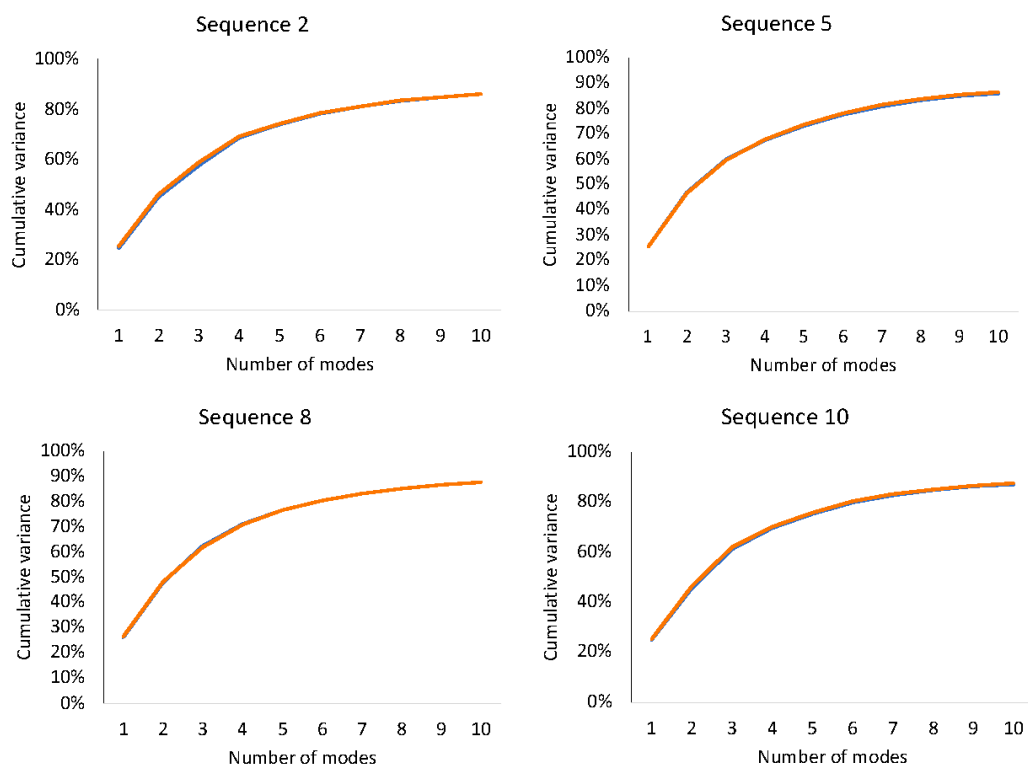 Sequence 2
100%
80%
60%
40%
20%
0%
Cumulative variance
1 2 3 4 5 6 7 8 9 10
Number of modes
Sequence 5
100%
90%
80%
70%
60%
50%
40%
30%
20%
10%
0%
Cumulative variance
1 2 3 4 5 6 7 8 9 10
Number of modes
Sequence 8
100%
90%
80%
70%
60%
50%
40%
30%
20%
10%
0%
Cumulative variance
1 2 3 4 5 6 7 8 9 10
Number of modes
Sequence 10
100%
80%
60%
40%
20%
0%
Cumulative variance
1 2 3 4 5 6 7 8 9 10
Number of modes